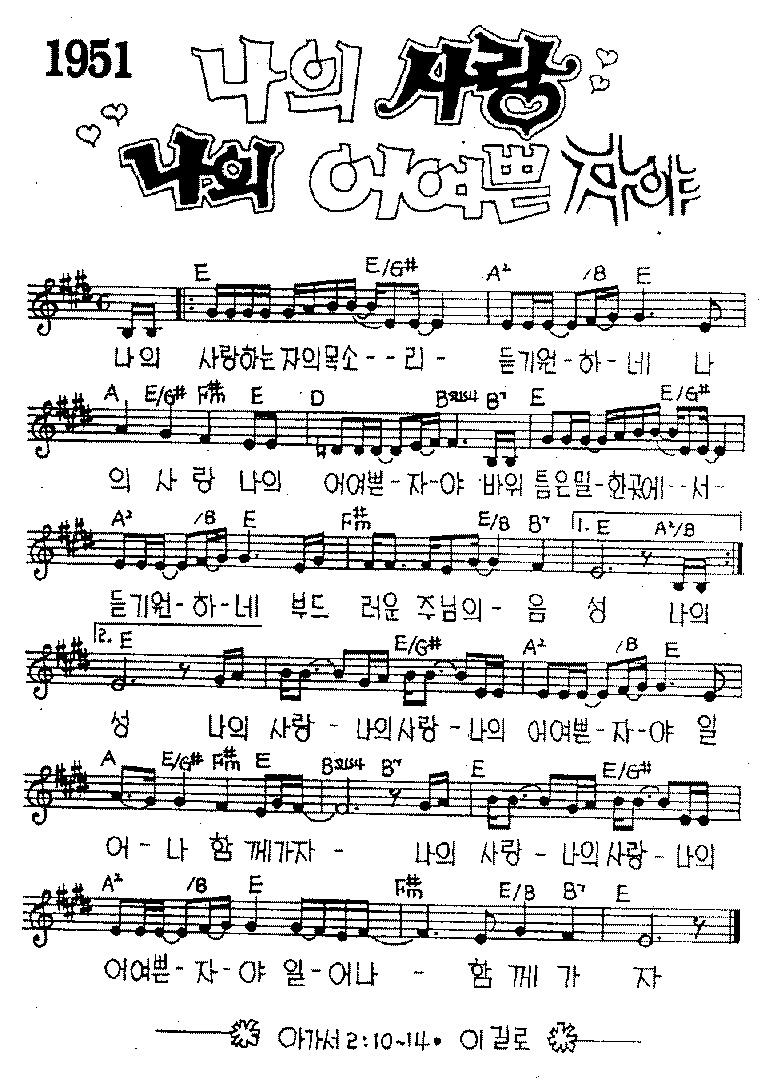 1951
나의 사랑
나의 어여쁜 자야
E E/G# A² /B E
나의 사랑하는자의목소--리- 듣기원-하-네 나
A E/G# F#m E D Bsus4 B⁷ E E/G#
의 사 랑 나의 어여쁜-자-야 바위 틈은밀-한곳에--서-
A² /B E F#m E/B B⁷ 1. E A²/B
듣기원-하-네 부드 러운 주님의-음 성 나의
2. E E/G# A² /B E
성 나의 사랑 - 나의사랑-나의 어여쁜-자-야 일
A E/G# F#m E Bsus4 B⁷ E E/G#
어-나 함 께가자 - 나의 사랑 - 나의사랑-나의
A² /B E F#m E/B B⁷ E
어여쁜-자-야 일-어나 - 함 께 가 자
아가서 2:10~14• 이길로